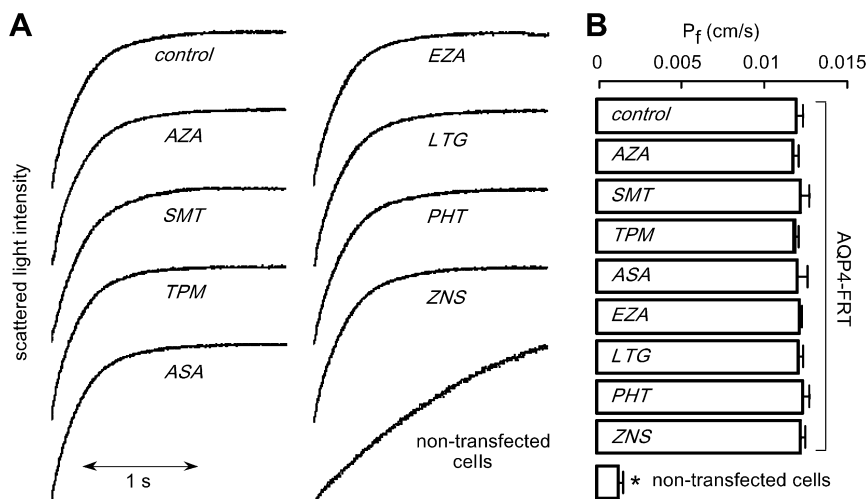 A
scattered light intensity
control
AZA
SMT
TPM
ASA
1 s
EZA
LTG
PHT
ZNS
non-transfected
cells
B
Pf (cm/s)
0 0.005 0.01 0.015
control
AZA
SMT
TPM
ASA
EZA
LTG
PHT
ZNS
AQP4-FRT
* non-transfected cells